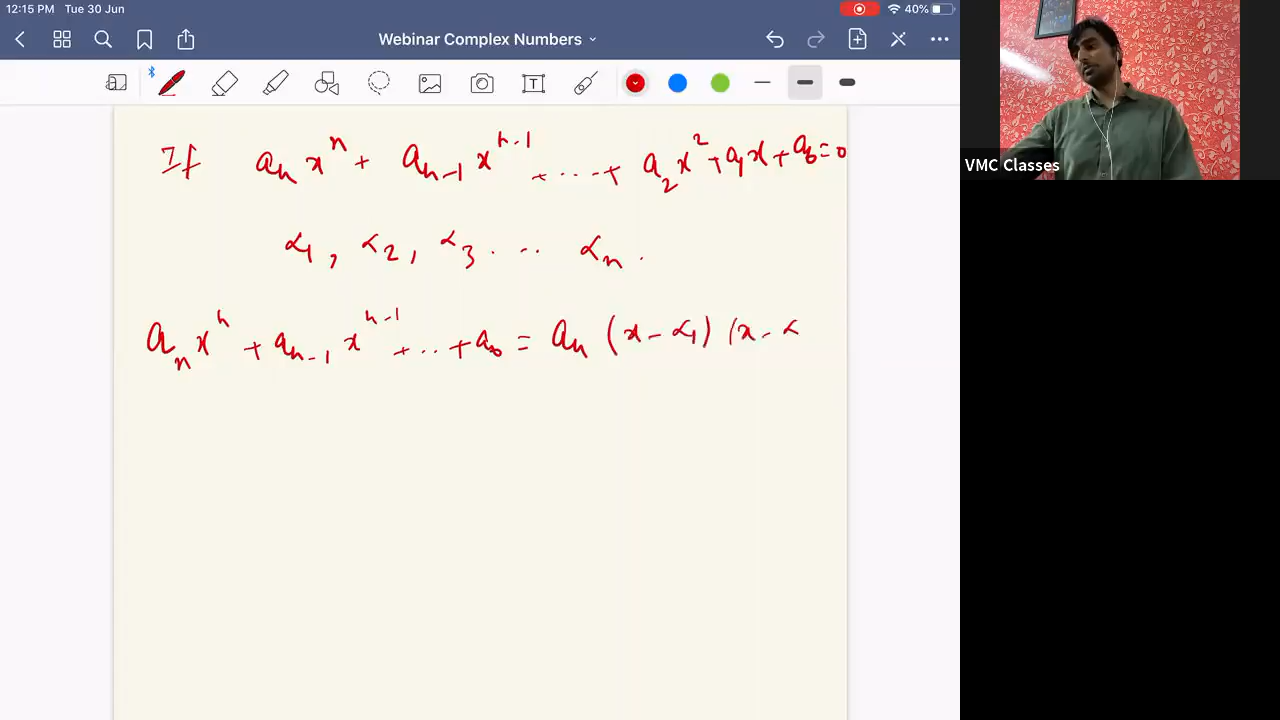 12:15 PM Tue 30 Jun
40%
Webinar Complex Numbers
T
VMC Classes
If aₙxⁿ + aₙ₋₁xⁿ⁻¹ + ... + a₂x² + a₁x + a₀ = 0
α₁, α₂, α₃ . .. αₙ .
aₙxⁿ + aₙ₋₁xⁿ⁻¹ + .. + a₀ = aₙ (x - α₁) (x - α